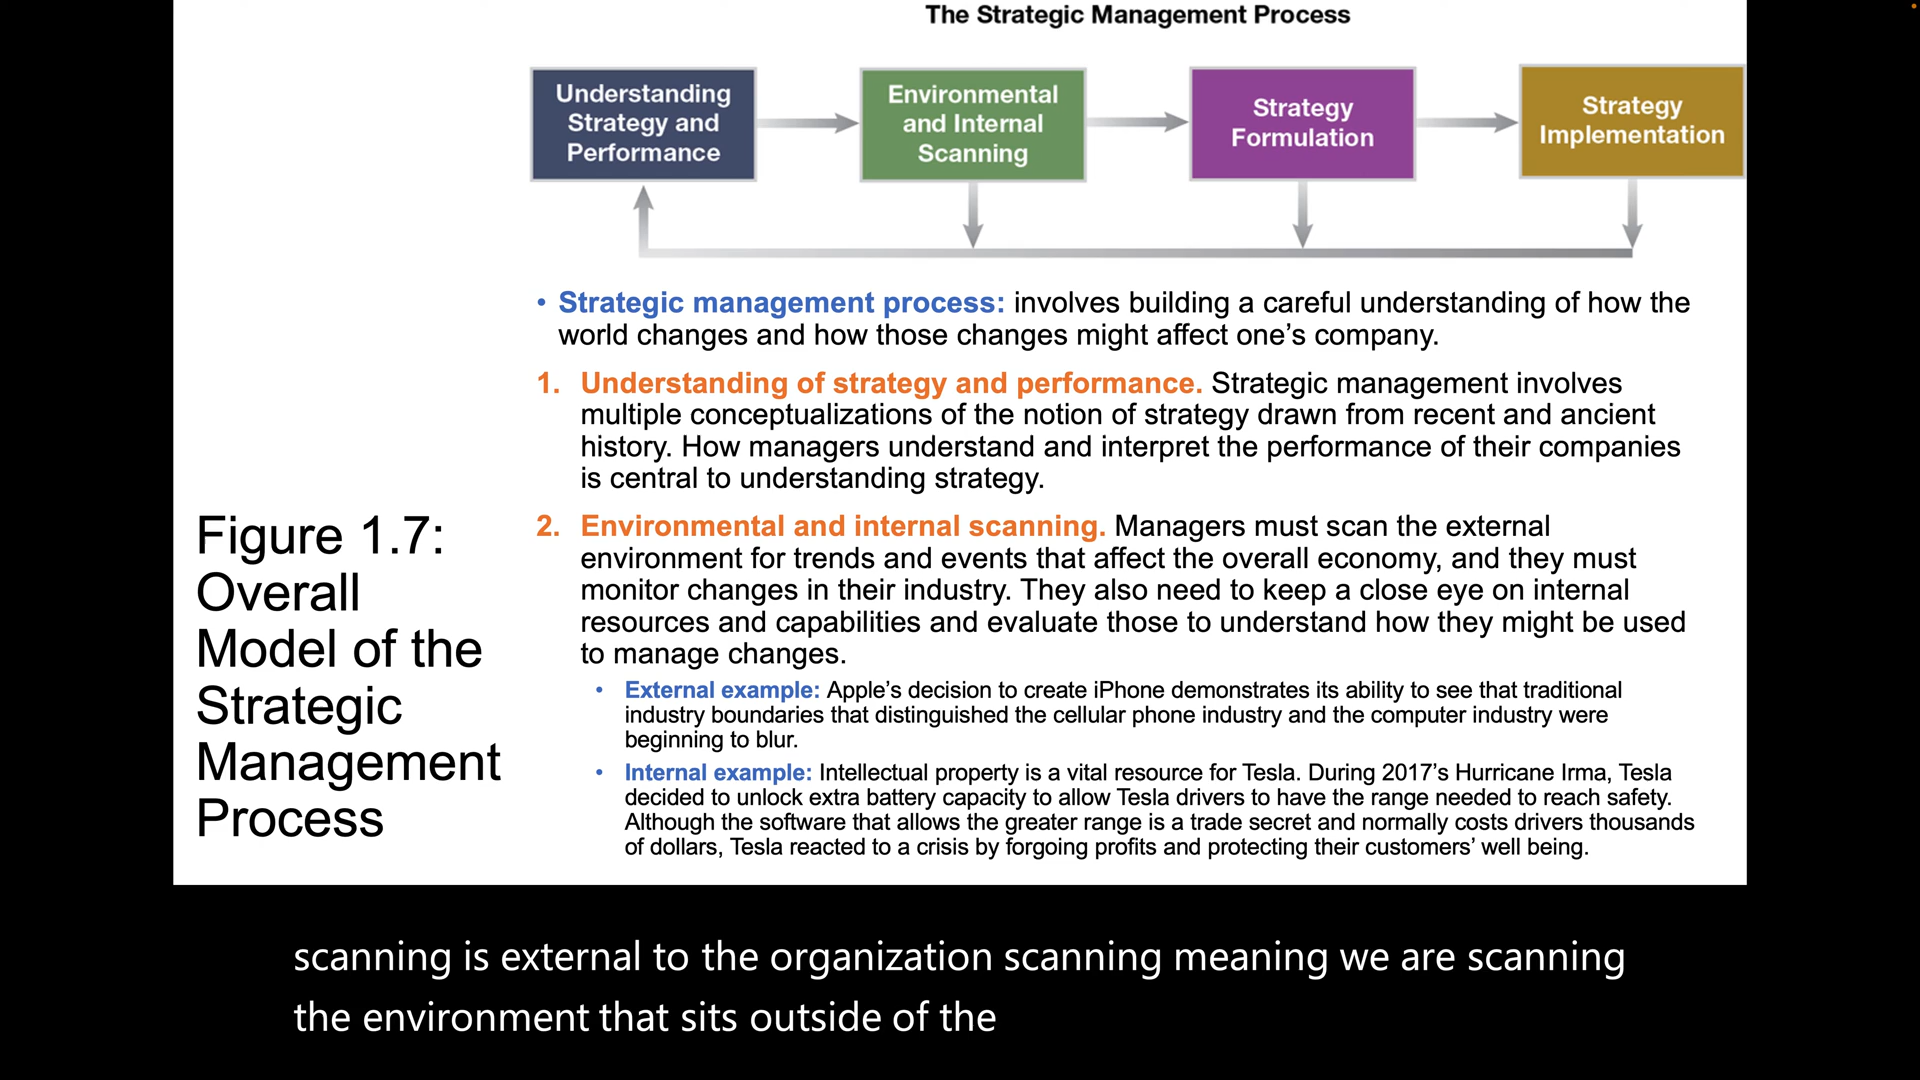 The Strategic Management Process
Understanding
Strategy and
Performance
Environmental
and Internal
Scanning
Strategy
Formulation
Strategy
Implementation
Figure 1.7:
Overall
Model of the
Strategic
Management
Process
• Strategic management process: involves building a careful understanding of how the
world changes and how those changes might affect one’s company.
1. Understanding of strategy and performance. Strategic management involves
multiple conceptualizations of the notion of strategy drawn from recent and ancient
history. How managers understand and interpret the performance of their companies
is central to understanding strategy.
2. Environmental and internal scanning. Managers must scan the external
environment for trends and events that affect the overall economy, and they must
monitor changes in their industry. They also need to keep a close eye on internal
resources and capabilities and evaluate those to understand how they might be used
to manage changes.
• External example: Apple’s decision to create iPhone demonstrates its ability to see that traditional
industry boundaries that distinguished the cellular phone industry and the computer industry were
beginning to blur.
• Internal example: Intellectual property is a vital resource for Tesla. During 2017’s Hurricane Irma, Tesla
decided to unlock extra battery capacity to allow Tesla drivers to have the range needed to reach safety.
Although the software that allows the greater range is a trade secret and normally costs drivers thousands
of dollars, Tesla reacted to a crisis by forgoing profits and protecting their customers’ well being.
scanning is external to the organization scanning meaning we are scanning
the environment that sits outside of the